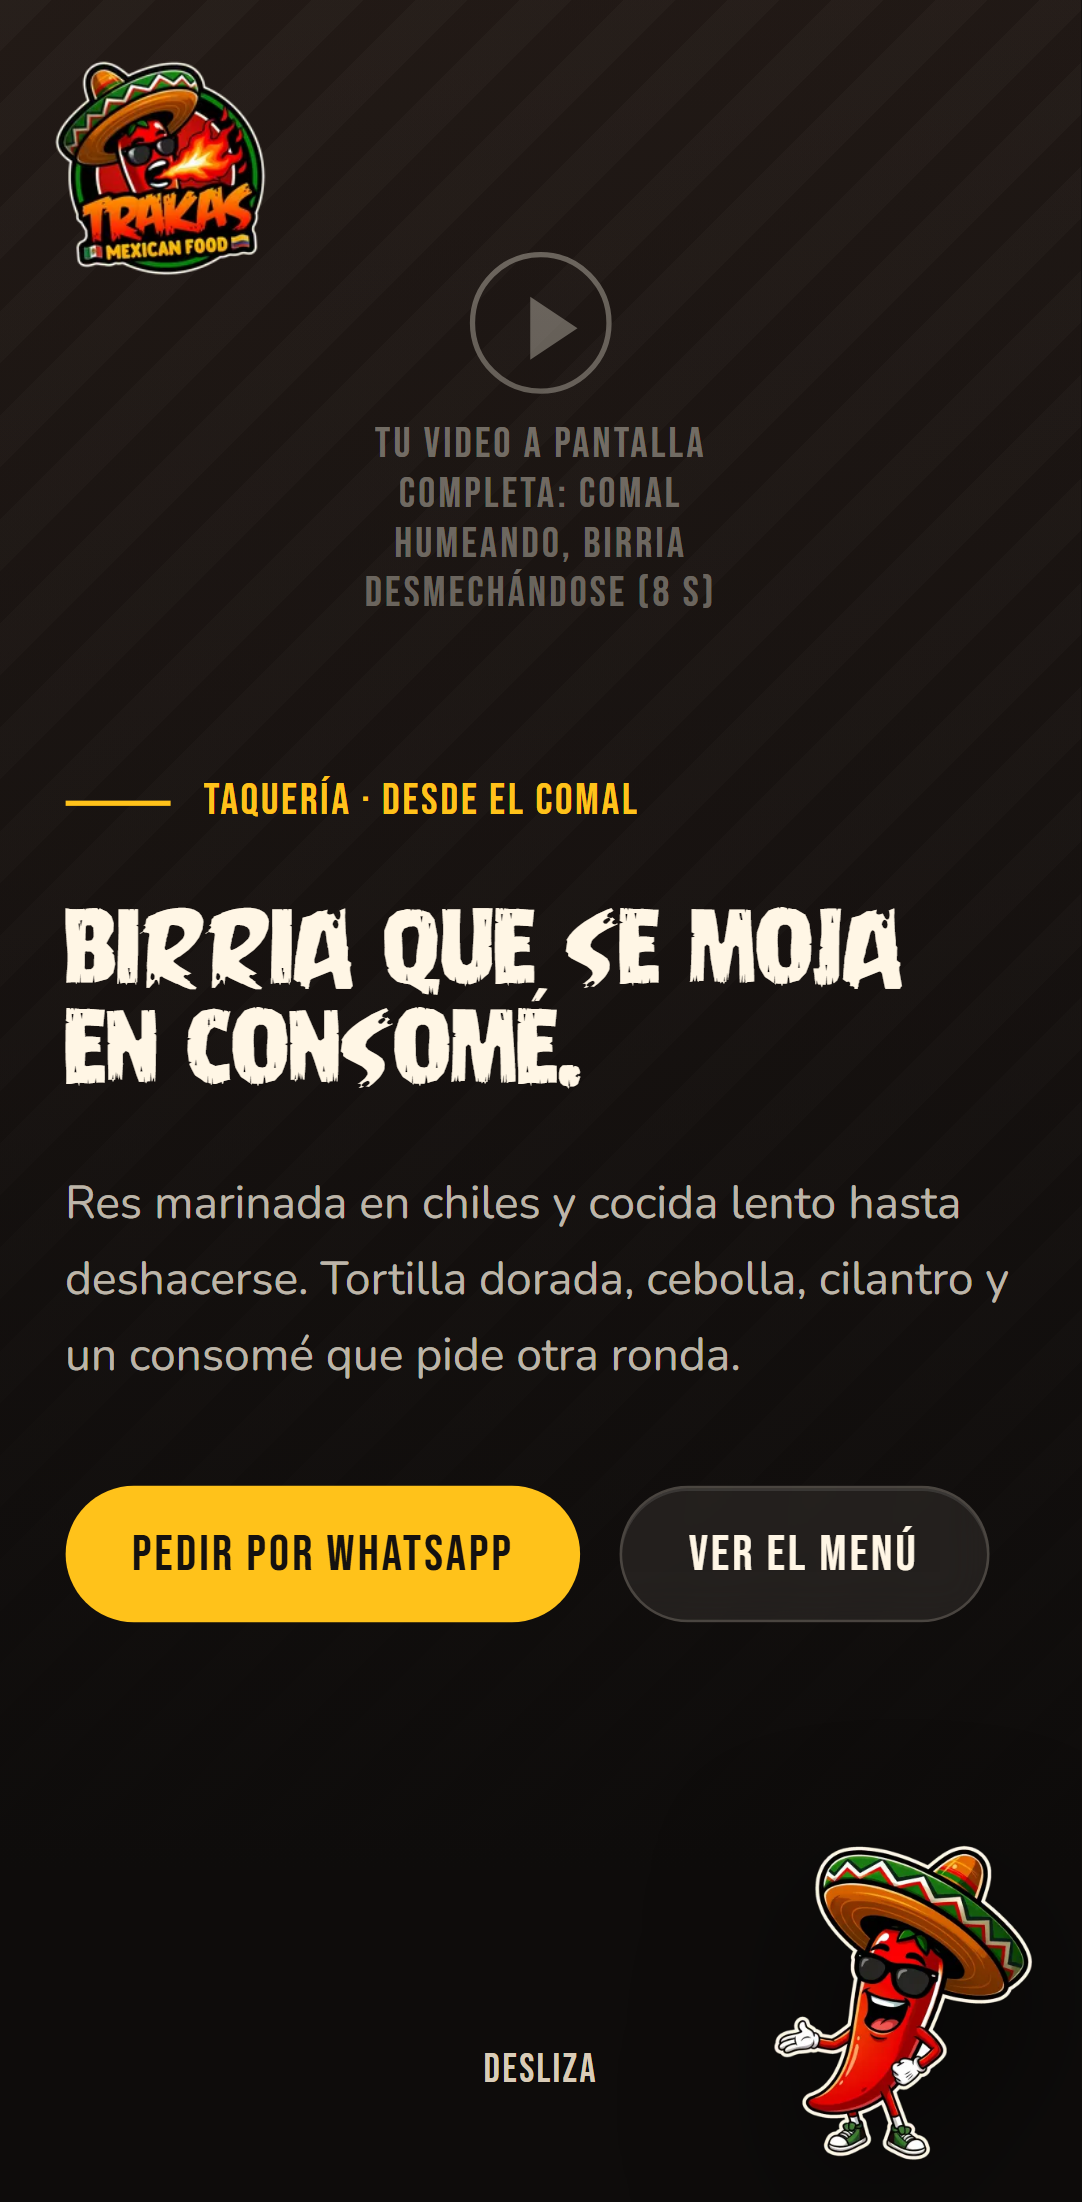 TRAKAS
MEXICAN FOOD
TU VIDEO A PANTALLA
COMPLETA: COMAL
HUMEANDO, BIRRIA
DESMECHÁNDOSE (8 S)
TAQUERÍA · DESDE EL COMAL
BIRRIA QUE SE MOJA
EN CONSOMÉ.
Res marinada en chiles y cocida lento hasta
deshacerse. Tortilla dorada, cebolla, cilantro y
un consomé que pide otra ronda.
PEDIR POR WHATSAPP
VER EL MENÚ
DESLIZA